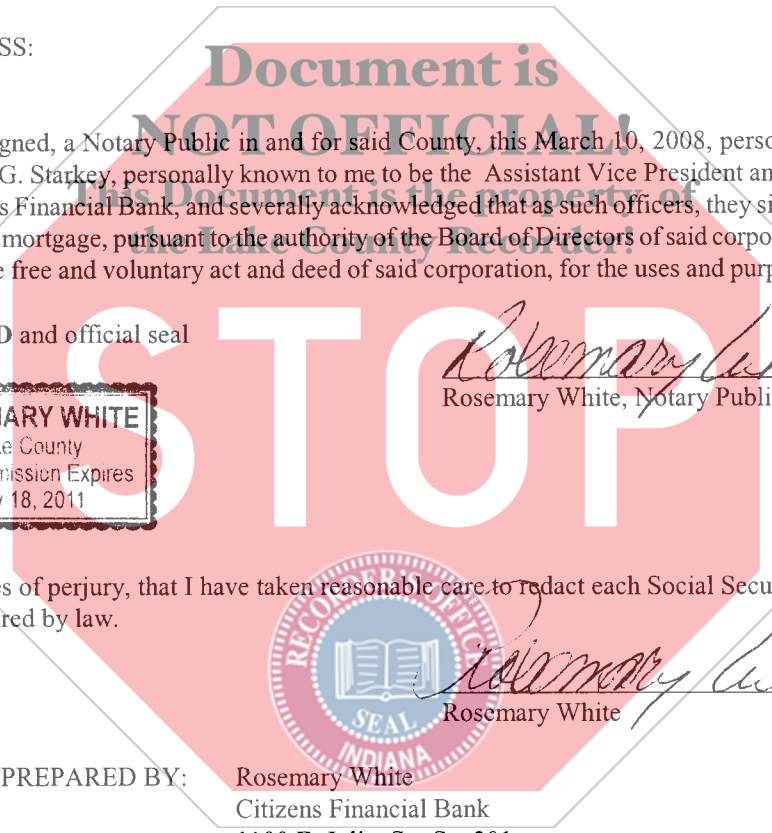 SS:
Document is
NOT OFFICIAL!
This Document is the property of
the Lake County Recorder!
gned, a Notary Public in and for said County, this March 10, 2008, perso
G. Starkey, personally known to me to be the Assistant Vice President an
s Financial Bank, and severally acknowledged that as such officers, they si
mortgage, pursuant to the authority of the Board of Directors of said corpo
e free and voluntary act and deed of said corporation, for the uses and purp
D and official seal
STOP
Rosemary
Rosemary White, Notary Publi
ARY WHITE
e County
mission Expires
18, 2011
es of perjury, that I have taken reasonable care to redact each Social Secu
red by law.
RECORDER'S OFFICE
SEAL
INDIANA
Rosemary
Rosemary White
PREPARED BY: Rosemary White
Citizens Financial Bank